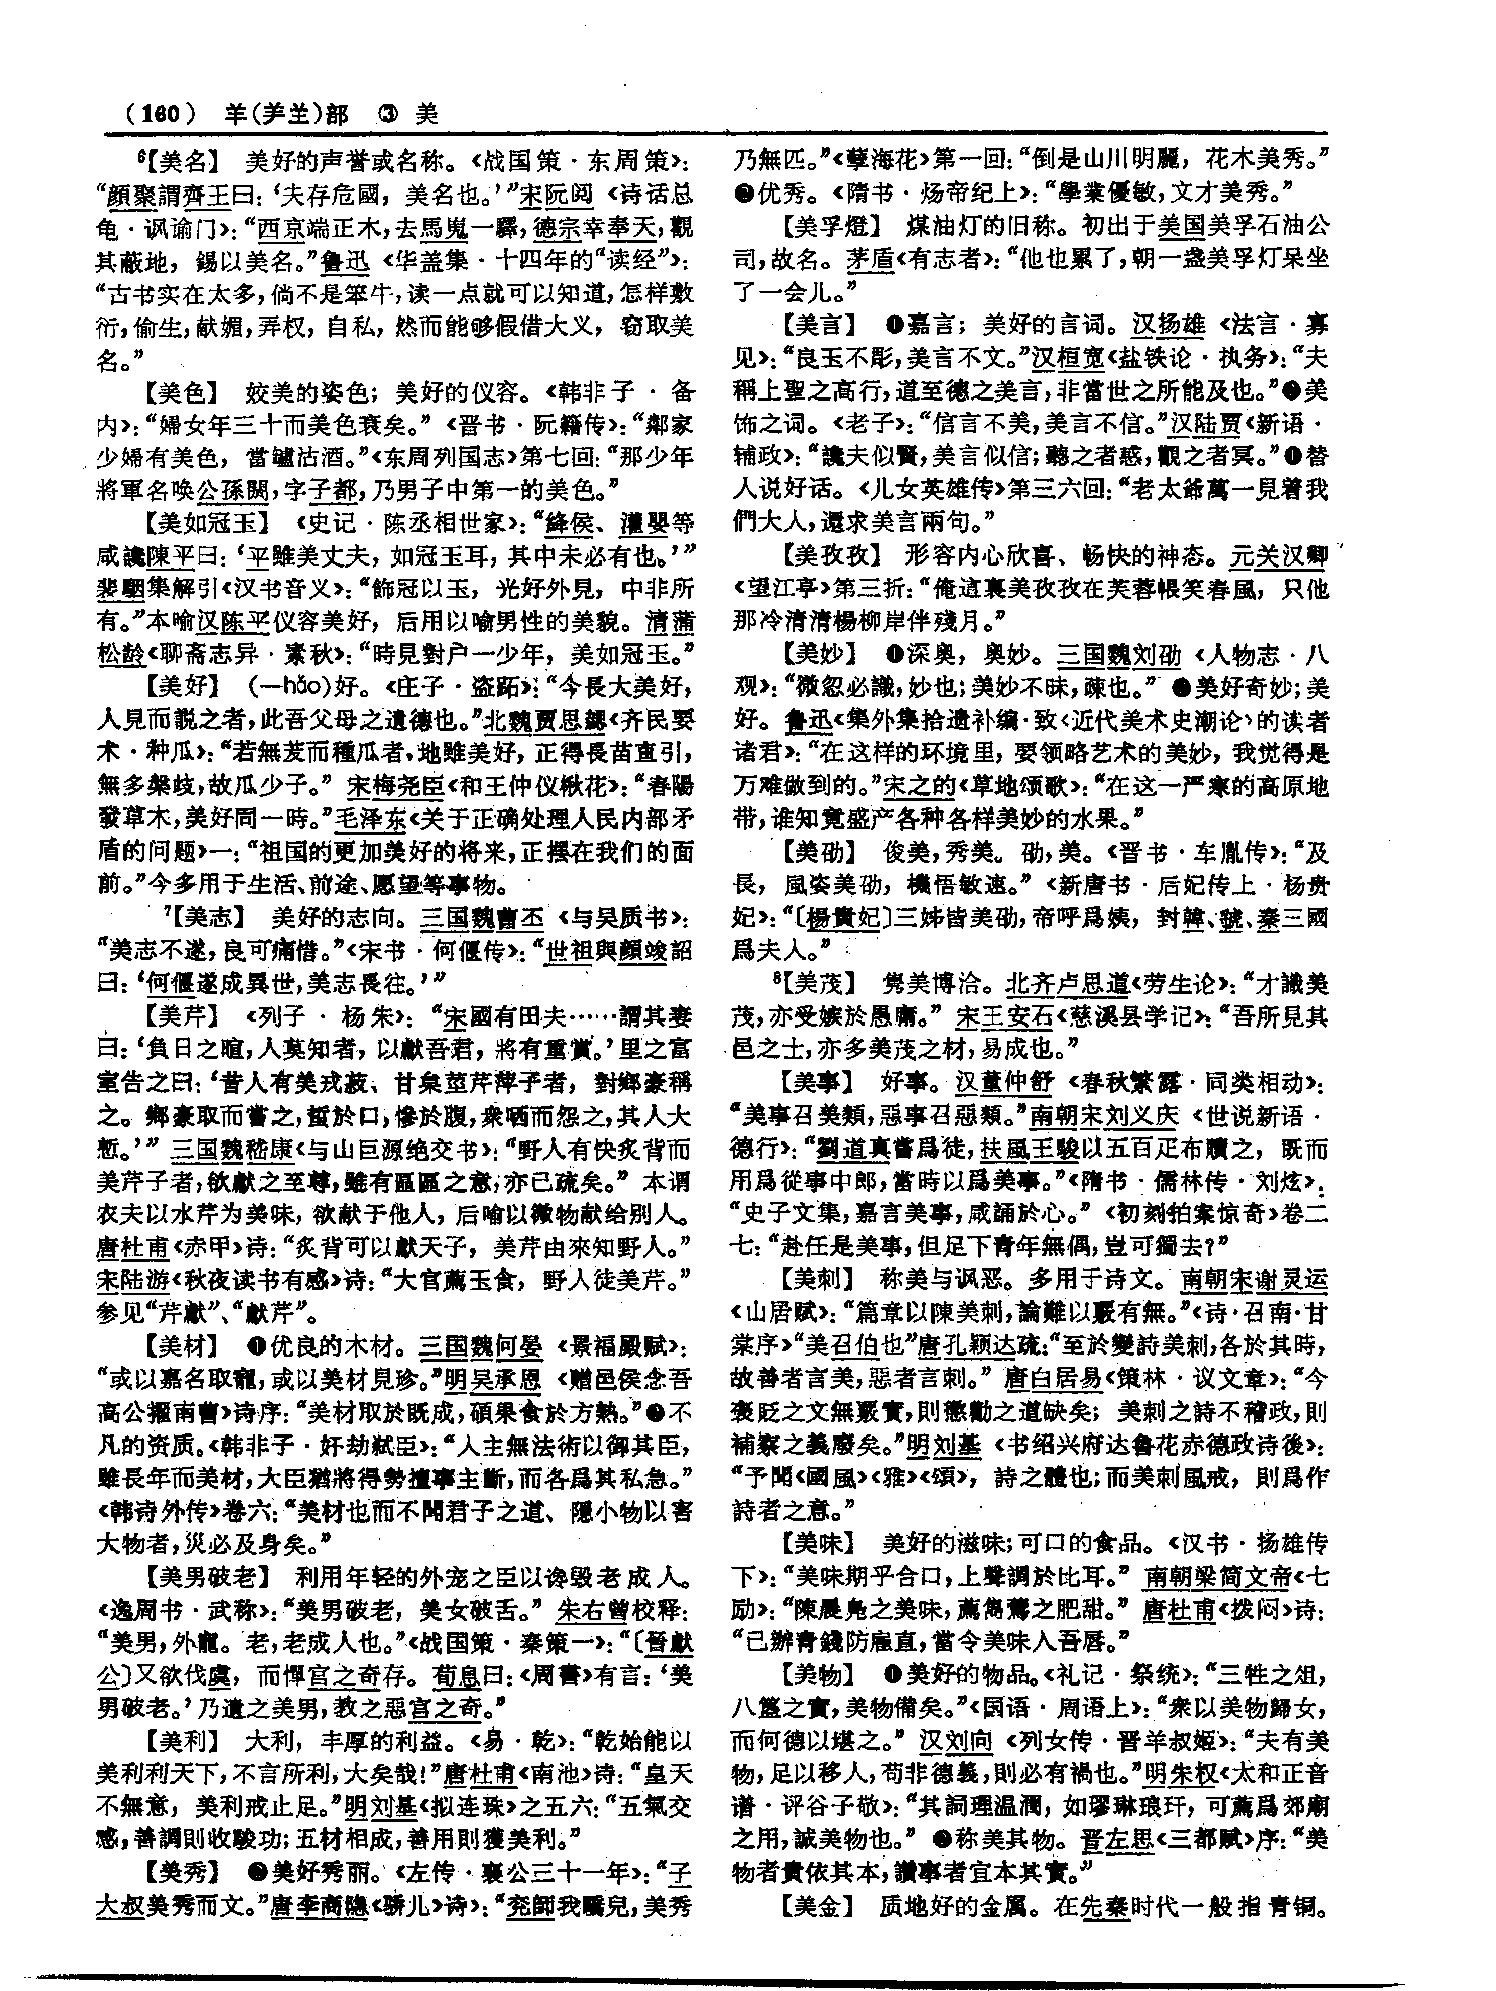 （160） 羊(⺶𦍌)部 ③ 美
⁶【美名】 美好的声誉或名称。《战国策·东周策》：
“顔聚謂齊王曰：‘夫存危國，美名也。’”宋阮阅《诗话总
龟·讽谕门》：“西京端正木，去馬嵬一驛，德宗幸奉天，觀
其蔽地，錫以美名。”鲁迅《华盖集·十四年的“读经”》：
“古书实在太多，倘不是笨牛，读一点就可以知道，怎样敷
衍，偷生，献媚，弄权，自私，然而能够假借大义，窃取美
名。”
【美色】 姣美的姿色；美好的仪容。《韩非子·备
内》：“婦女年三十而美色衰矣。”《晋书·阮籍传》：“鄰家
少婦有美色，當罏沽酒。”《东周列国志》第七回：“那少年
將軍名唤公孫閼，字子都，乃男子中第一的美色。”
【美如冠玉】 《史记·陈丞相世家》：“絳侯、灌嬰等
咸讒陳平曰：‘平雖美丈夫，如冠玉耳，其中未必有也。’”
裴駰集解引《汉书音义》：“飾冠以玉，光好外見，中非所
有。”本喻汉陈平仪容美好，后用以喻男性的美貌。清蒲
松龄《聊斋志异·素秋》：“時見對户一少年，美如冠玉。”
【美好】 (—hǎo)好。《庄子·盗跖》：“今長大美好，
人見而説之者，此吾父母之遺德也。”北魏贾思勰《齐民要
术·种瓜》：“若無茇而種瓜者，地雖美好，正得長苗直引，
無多槃歧，故瓜少子。”宋梅尧臣《和王仲仪楸花》：“春陽
發草木，美好同一時。”毛泽东《关于正确处理人民内部矛
盾的问题》一：“祖国的更加美好的将来，正摆在我们的面
前。”今多用于生活、前途、愿望等事物。
⁷【美志】 美好的志向。三国魏曹丕《与吴质书》：
“美志不遂，良可痛惜。”《宋书·何偃传》：“世祖與顔竣詔
曰：‘何偃遂成異世，美志長往。’”
【美芹】 《列子·杨朱》：“宋國有田夫……謂其妻
曰：‘負日之暄，人莫知者，以獻吾君，將有重賞。’里之富
室告之曰：‘昔人有美戎菽、甘枲莖芹萍子者，對鄉豪稱
之。鄉豪取而嘗之，蜇於口，慘於腹，衆哂而怨之，其人大
慙。’”三国魏嵇康《与山巨源绝交书》：“野人有快炙背而
美芹子者，欲獻之至尊，雖有區區之意，亦已疏矣。”本谓
农夫以水芹为美味，欲献于他人，后喻以微物献给别人。
唐杜甫《赤甲》诗：“炙背可以獻天子，美芹由來知野人。”
宋陆游《秋夜读书有感》诗：“大官薦玉食，野人徒美芹。”
参见“芹獻”、“獻芹”。
【美材】 ❶优良的木材。三国魏何晏《景福殿赋》：
“或以嘉名取寵，或以美材見珍。”明吴承恩《赠邑侯念吾
高公擢南曹》诗序：“美材取於既成，碩果食於方熟。”❷不
凡的资质。《韩非子·奸劫弑臣》：“人主無法術以御其臣，
雖長年而美材，大臣猶將得勢擅事主斷，而各爲其私急。”
《韩诗外传》卷六：“美材也而不聞君子之道、隱小物以害
大物者，災必及身矣。”
【美男破老】 利用年轻的外宠之臣以谗毁老成人。
《逸周书·武称》：“美男破老，美女破舌。”朱右曾校释：
“美男，外寵。老，老成人也。”《战国策·秦策一》：“〔晉獻
公〕又欲伐虞，而憚宫之奇存。荀息曰：《周書》有言：‘美
男破老。’乃遺之美男，教之惡宫之奇。”
【美利】 大利，丰厚的利益。《易·乾》：“乾始能以
美利利天下，不言所利，大矣哉！”唐杜甫《南池》诗：“皇天
不無意，美利戒止足。”明刘基《拟连珠》之五六：“五氣交
感，善調則收駿功；五材相成，善用則獲美利。”
【美秀】 ❶美好秀丽。《左传·襄公三十一年》：“子
大叔美秀而文。”唐李商隐《骄儿》诗》：“兖師我驕兒，美秀
乃無匹。”《孽海花》第一回：“倒是山川明麗，花木美秀。”
❷优秀。《隋书·炀帝纪上》：“學業優敏，文才美秀。”
【美孚燈】 煤油灯的旧称。初出于美国美孚石油公
司，故名。茅盾《有志者》：“他也累了，朝一盏美孚灯呆坐
了一会儿。”
【美言】 ❶嘉言；美好的言词。汉扬雄《法言·寡
见》：“良玉不彫，美言不文。”汉桓宽《盐铁论·执务》：“夫
稱上聖之高行，道至德之美言，非當世之所能及也。”❷美
饰之词。《老子》：“信言不美，美言不信。”汉陆贾《新语·
辅政》：“讒夫似賢，美言似信；聽之者惑，觀之者冥。”❸替
人说好话。《儿女英雄传》第三六回：“老太爺萬一見着我
們大人，還求美言兩句。”
【美孜孜】 形容内心欣喜、畅快的神态。元关汉卿
《望江亭》第三折：“俺這裏美孜孜在芙蓉帳笑春風，只他
那冷清清楊柳岸伴殘月。”
【美妙】 ❶深奥，奥妙。三国魏刘劭《人物志·八
观》：“微忽必識，妙也；美妙不昧，疎也。”❷美好奇妙；美
好。鲁迅《集外集拾遗补编·致〈近代美术史潮论〉的读者
诸君》：“在这样的环境里，要领略艺术的美妙，我觉得是
万难做到的。”宋之的《草地颂歌》：“在这一严寒的高原地
带，谁知竟盛产各种各样美妙的水果。”
【美劭】 俊美，秀美。劭，美。《晋书·车胤传》：“及
長，風姿美劭，機悟敏速。”《新唐书·后妃传上·杨贵
妃》：“〔楊貴妃〕三姊皆美劭，帝呼爲姨，封韓、虢、秦三國
爲夫人。”
⁸【美茂】 隽美博洽。北齐卢思道《劳生论》：“才識美
茂，亦受嫉於愚庸。”宋王安石《慈溪县学记》：“吾所見其
邑之士，亦多美茂之材，易成也。”
【美事】 好事。汉董仲舒《春秋繁露·同类相动》：
“美事召美類，惡事召惡類。”南朝宋刘义庆《世说新语·
德行》：“劉道真嘗爲徒，扶風王駿以五百疋布贖之，既而
用爲從事中郎，當時以爲美事。”《隋书·儒林传·刘炫》：
“史子文集，嘉言美事，咸誦於心。”《初刻拍案惊奇》卷二
七：“赴任是美事，但足下青年無偶，豈可獨去？”
【美刺】 称美与讽恶。多用于诗文。南朝宋谢灵运
《山居赋》：“篇章以陳美刺，論難以覈有無。”《诗·召南·甘
棠序》“美召伯也”唐孔颖达疏：“至於變詩美刺，各於其時，
故善者言美，惡者言刺。”唐白居易《策林·议文章》：“今
褒貶之文無覈實，則懲勸之道缺矣；美刺之詩不稽政，則
補察之義廢矣。”明刘基《书绍兴府达鲁花赤德政诗後》：
“予聞《國風》《雅》《頌》，詩之體也；而美刺風戒，則爲作
詩者之意。”
【美味】 美好的滋味；可口的食品。《汉书·扬雄传
下》：“美味期乎合口，上聲調於比耳。”南朝梁简文帝《七
励》：“陳晨凫之美味，薦鶵鶱之肥甜。”唐杜甫《拨闷》诗：
“已辦青錢防雇直，當令美味入吾唇。”
【美物】 ❶美好的物品。《礼记·祭统》：“三牲之俎，
八簋之實，美物備矣。”《国语·周语上》：“衆以美物歸女，
而何德以堪之。”汉刘向《列女传·晋羊叔姬》：“夫有美
物，足以移人，苟非德義，則必有禍也。”明朱权《太和正音
谱·评谷子敬》：“其詞理温潤，如璆琳琅玕，可薦爲郊廟
之用，誠美物也。”❷称美其物。晋左思《三都赋》序：“美
物者貴依其本，讚事者宜本其實。”
【美金】 质地好的金属。在先秦时代一般指青铜。